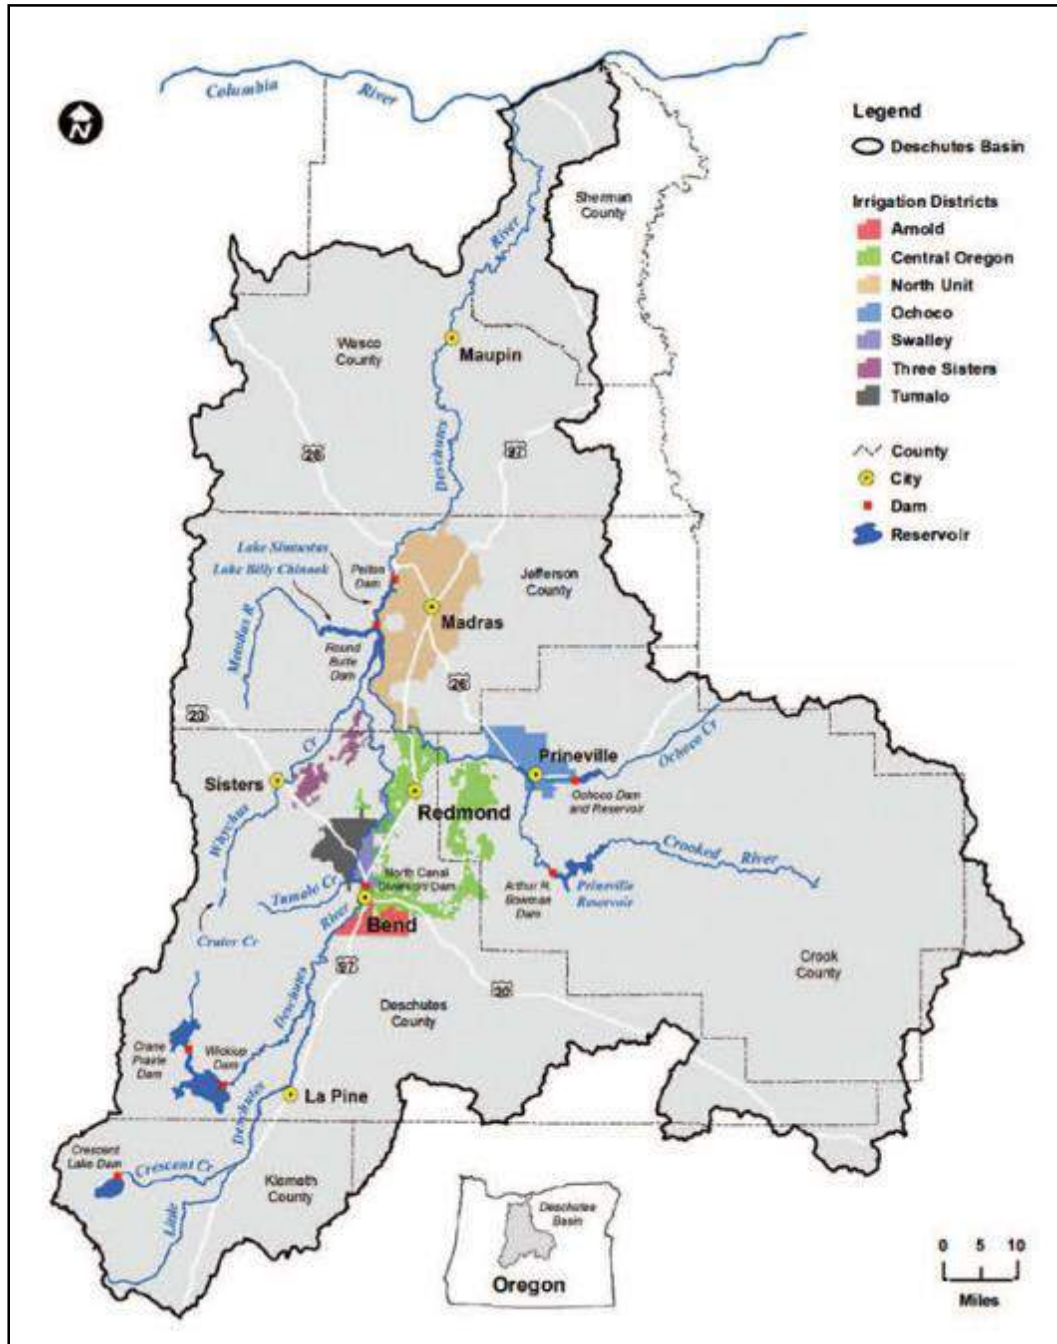 Columbia
River
N
Legend
Deschutes Basin
Irrigation Districts
Arnold
Central Oregon
North Unit
Ochoco
Swalley
Three Sisters
Tumalo
County
City
Dam
Reservoir
Sherman
County
River
Wasco
County
Maupin
Deschutes
26
97
Lake Simtustus
Lake Billy Chinook
Pelton
Dam
Jefferson
County
Madras
Metolius R
Round
Butte
Dam
26
20
Cr
Sisters
Whychus
Prineville
Ochoco Cr
Ochoco Dam
and Reservoir
Redmond
Crooked River
North Canal
Diversion Dam
Tumalo Cr
Arthur R.
Bowman
Dam
Prineville
Reservoir
River
Bend
Crater Cr
97
20
Crook
County
Deschutes
Deschutes
County
Crane
Prairie
Dam
Wickiup
Dam
La Pine
Deschutes
Crescent
Lake Dam
Crescent Cr
Klamath
County
Little
Deschutes
Basin
Oregon
0 5 10
Miles